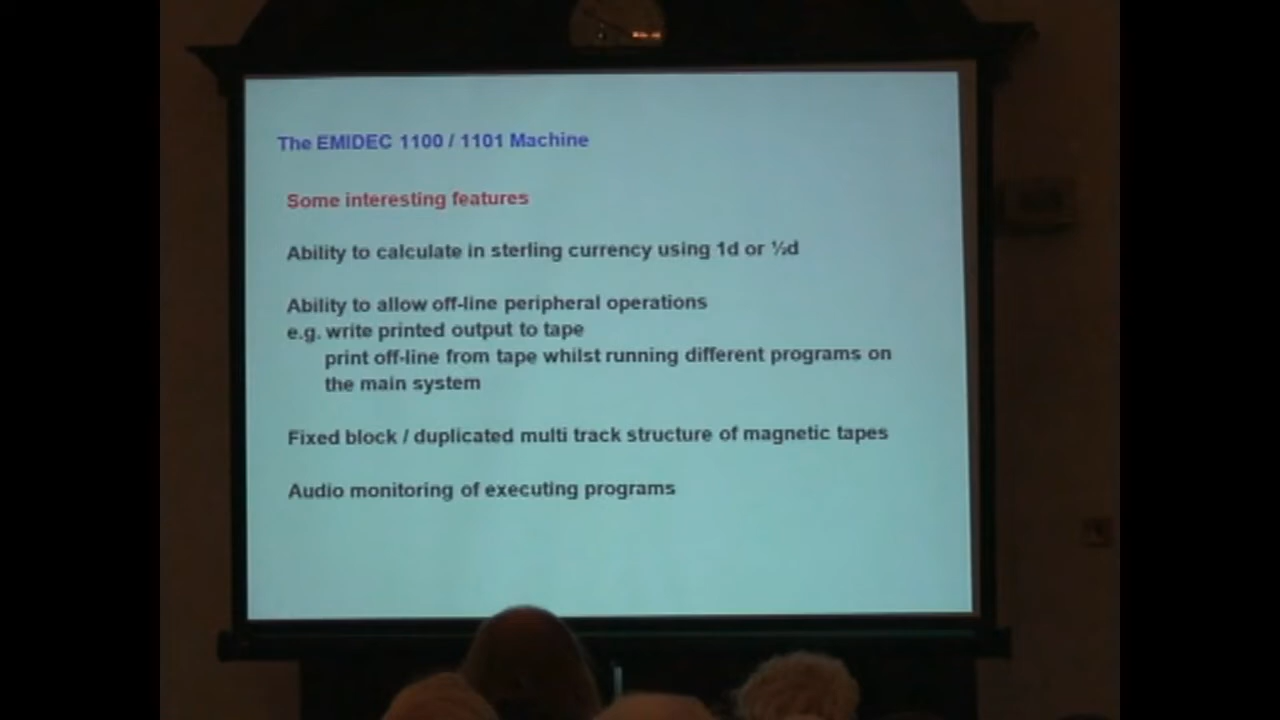 The EMIDEC 1100 / 1101 Machine
Some interesting features
Ability to calculate in sterling currency using 1d or ½d
Ability to allow off-line peripheral operations
e.g. write printed output to tape
print off-line from tape whilst running different programs on
the main system
Fixed block / duplicated multi track structure of magnetic tapes
Audio monitoring of executing programs